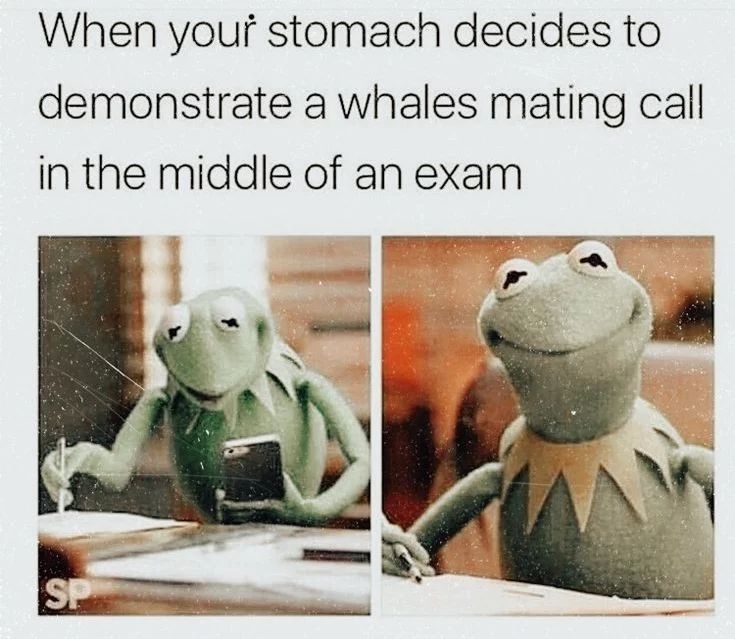 When your stomach decides to
demonstrate a whales mating call
in the middle of an exam
SP